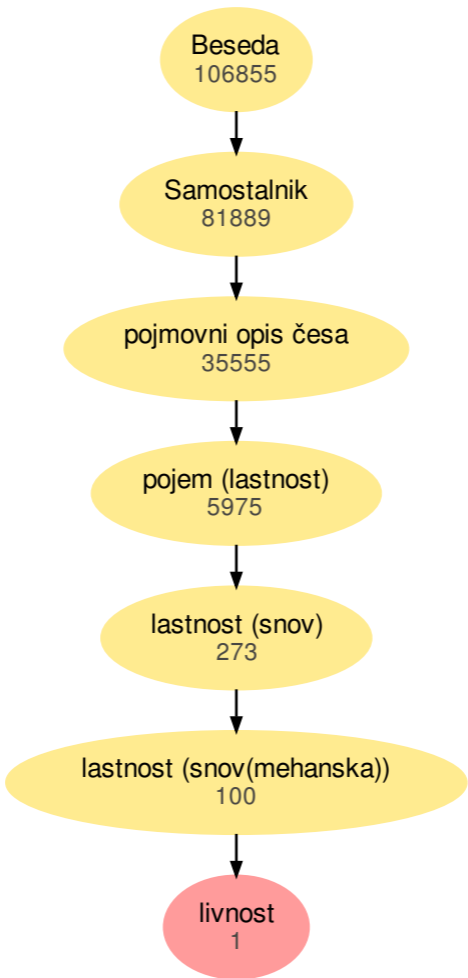 Beseda
106855
Samostalnik
81889
pojmovni opis česa
35555
pojem (lastnost)
5975
lastnost (snov)
273
lastnost (snov(mehanska))
100
livnost
1